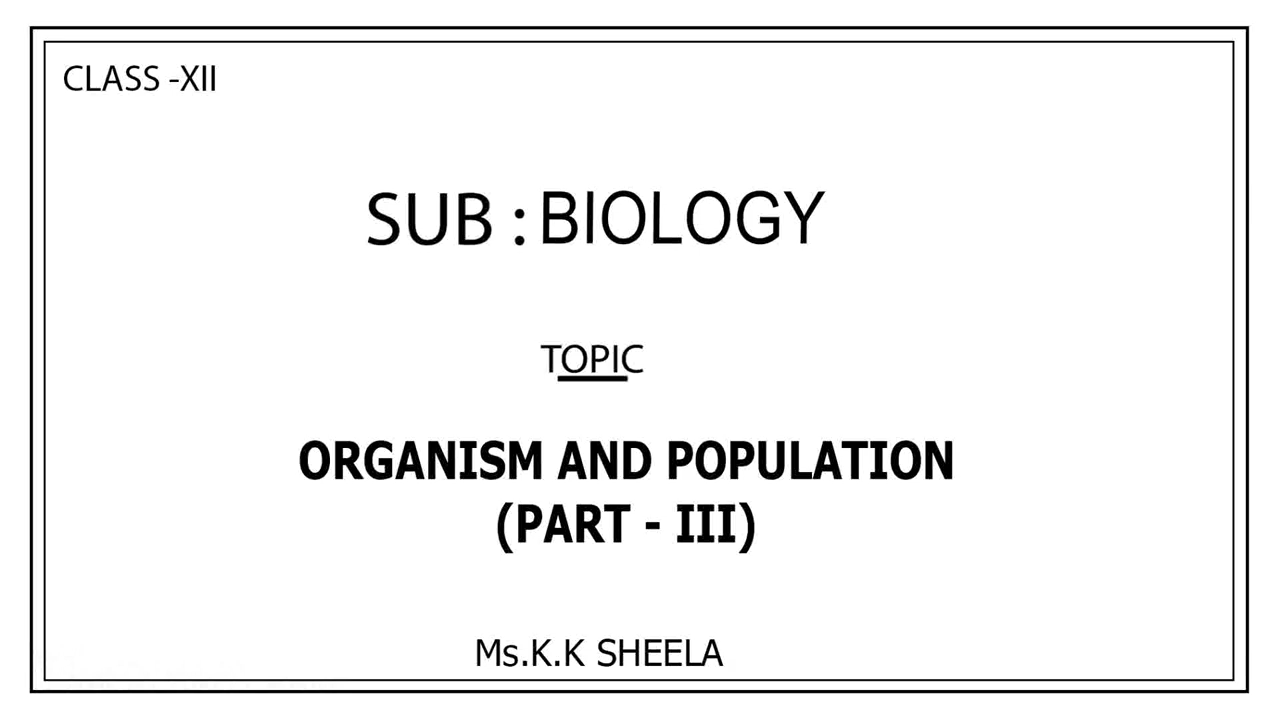 CLASS -XII
SUB : BIOLOGY
TOPIC
ORGANISM AND POPULATION
(PART - III)
Ms.K.K SHEELA